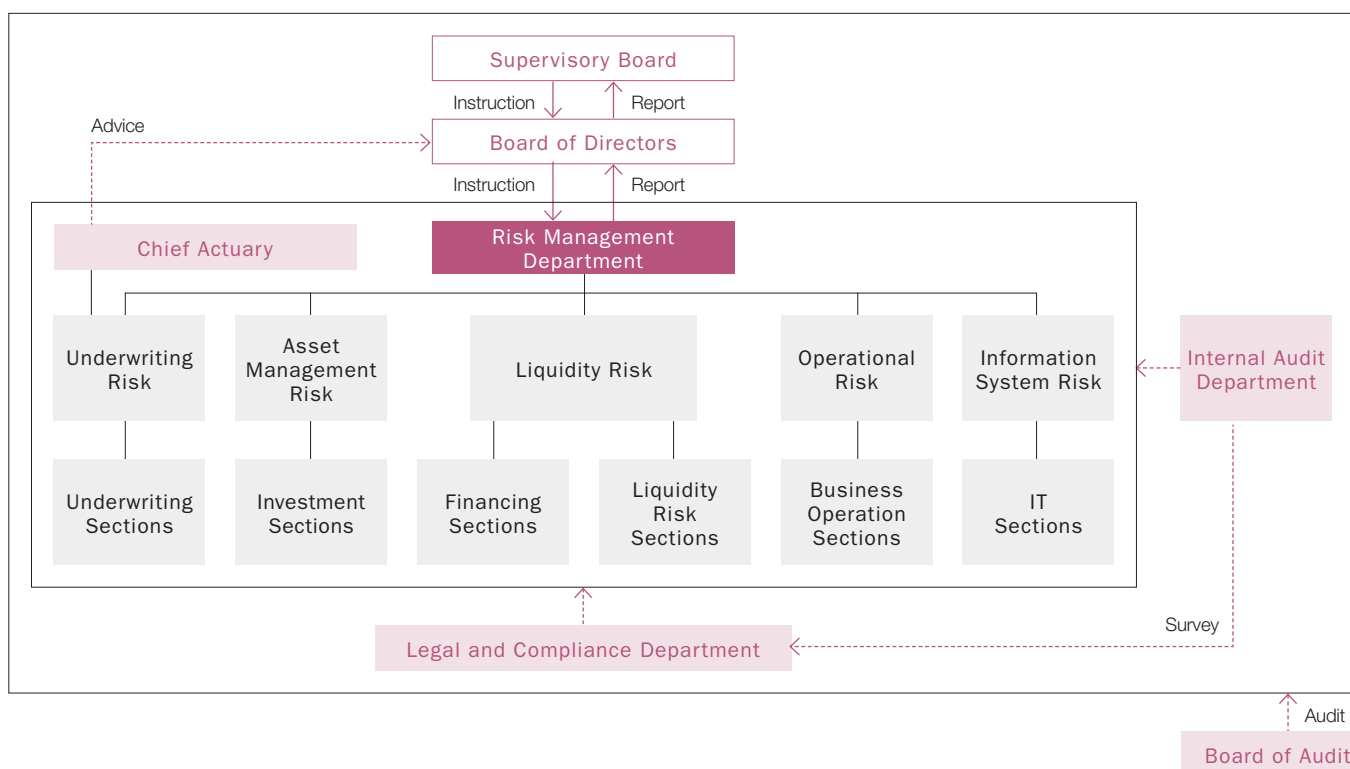 Supervisory Board
Instruction
Report
Advice
Board of Directors
Instruction
Report
Chief Actuary
Risk Management
Department
Underwriting
Risk
Asset
Management
Risk
Liquidity Risk
Operational
Risk
Information
System Risk
Internal Audit
Department
Underwriting
Sections
Investment
Sections
Financing
Sections
Liquidity
Risk
Sections
Business
Operation
Sections
IT
Sections
Survey
Legal and Compliance Department
Audit
Board of Audit